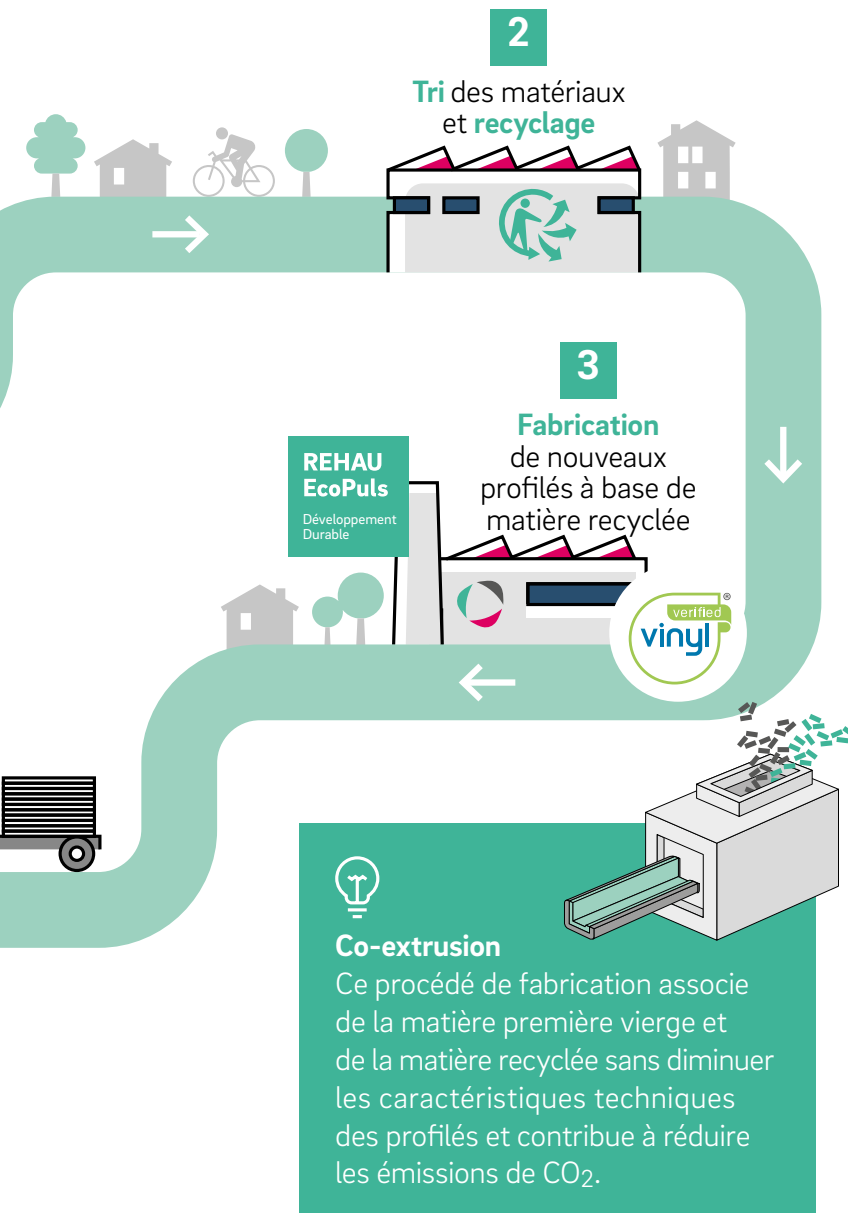 2
Tri des matériaux
et recyclage
3
Fabrication
de nouveaux
profilés à base de
matière recyclée
REHAU
EcoPuls
Développement
Durable
verified
®
vinyl
Co-extrusion
Ce procédé de fabrication associe
de la matière première vierge et
de la matière recyclée sans diminuer
les caractéristiques techniques
des profilés et contribue à réduire
les émissions de CO₂.